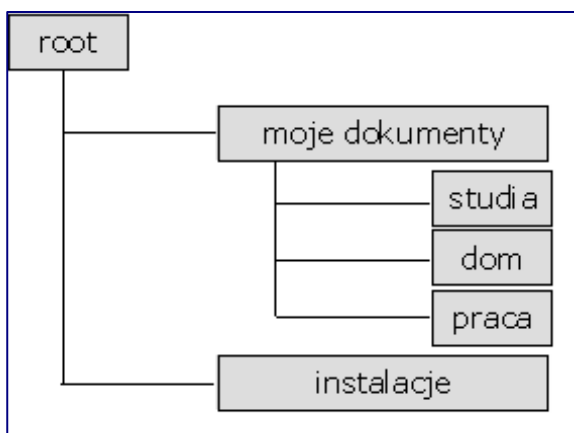 root
moje dokumenty
studia
dom
praca
instalacje